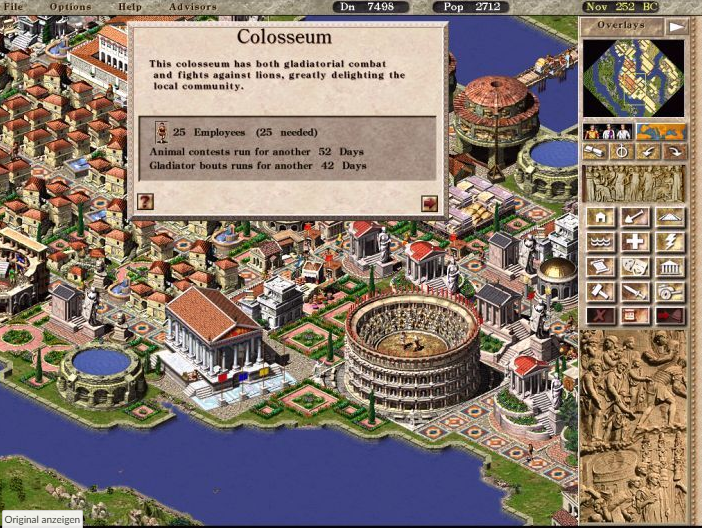 File Options Help Advisors Dn 7498 Pop 2712 Nov 252 BC
Overlays
Colosseum
This colosseum has both gladiatorial combat
and fights against lions, greatly delighting the
local community.
25 Employees (25 needed)
Animal contests run for another 52 Days
Gladiator bouts runs for another 42 Days
?
Original anzeigen